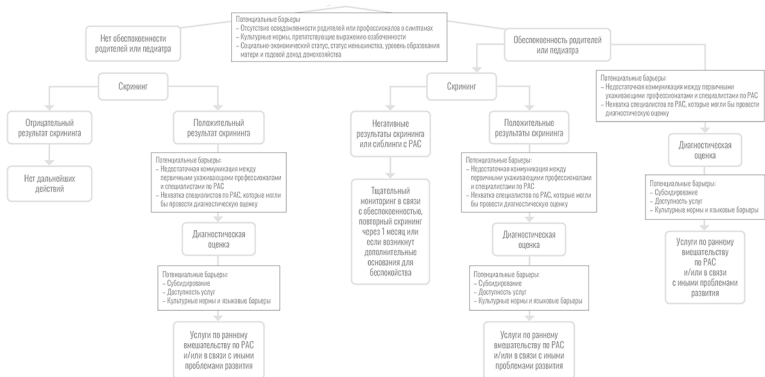 Нет обеспокоенности
родителей или педиатра
Потенциальные барьеры:
– Отсутствие осведомленности родителей или профессионалов о симптомах
– Культурные нормы, препятствующие выражению озабоченности
– Социально-экономический статус, статус меньшинства, уровень образования
матери и годовой доход домохозяйства
Обеспокоенность родителей
или педиатра
Скрининг
Отрицательный
результат скрининга
Нет дальнейших
действий
Положительный
результат скрининга
Потенциальные барьеры:
– Недостаточная коммуникация между
первичными ухаживающими профессионалами
и специалистами по РАС
– Нехватка специалистов по РАС, которые могли
бы провести диагностическую оценку
Диагностическая
оценка
Потенциальные барьеры:
– Субсидирование
– Доступность услуг
– Культурные нормы и языковые барьеры
Услуги по раннему
вмешательству по РАС
и/или в связи с иными
проблемами развития
Скрининг
Негативные
результаты скрининга
или сиблинги с РАС
Тщательный
мониторинг в связи
с обеспокоенностью,
повторный скрининг
через 1 месяц или
если возникнут
дополнительные
основания для
беспокойства
Положительные
результаты скрининга
Потенциальные барьеры:
– Недостаточная коммуникация между
первичными ухаживающими профессионалами
и специалистами по РАС
– Нехватка специалистов по РАС, которые могли
бы провести диагностическую оценку
Диагностическая
оценка
Потенциальные барьеры:
– Субсидирование
– Доступность услуг
– Культурные нормы и языковые барьеры
Услуги по раннему
вмешательству по РАС
и/или в связи с иными
проблемами развития
Потенциальные барьеры:
– Недостаточная коммуникация между первичными
ухаживающими профессионалами и специалистами по РАС
– Нехватка специалистов по РАС, которые могли бы провести
диагностическую оценку
Диагностическая
оценка
Потенциальные барьеры:
– Субсидирование
– Доступность услуг
– Культурные нормы и языковые барьеры
Услуги по раннему
вмешательству
по РАС
и/или в связи
с иными проблемами
развития